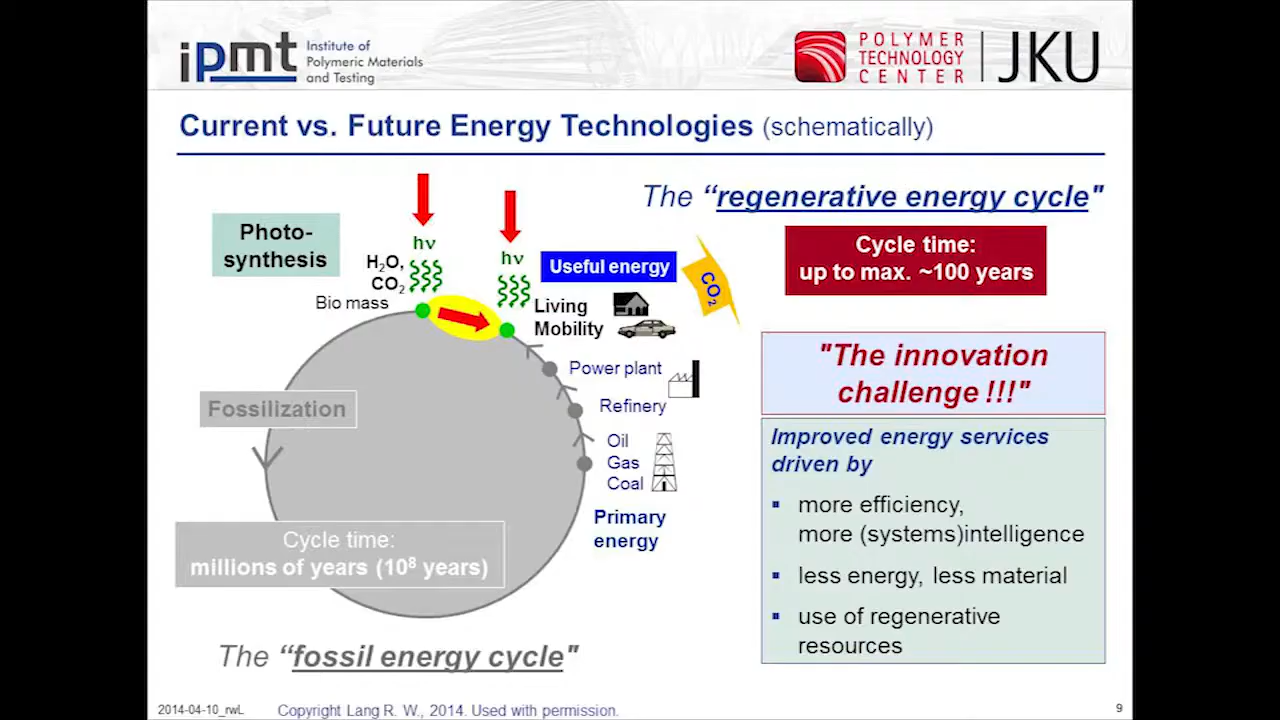 ipmt
Institute of
Polymeric Materials
and Testing
POLYMER
TECHNOLOGY
CENTER
JKU
Current vs. Future Energy Technologies (schematically)
The “regenerative energy cycle"
Photo-
synthesis
hν
H₂O,
CO₂
Bio mass
hν
Useful energy
CO₂
Living
Mobility
Cycle time:
up to max. ~100 years
Power plant
Refinery
Oil
Gas
Coal
Primary
energy
Fossilization
Cycle time:
millions of years (10⁸ years)
The “fossil energy cycle"
"The innovation
challenge !!!"
Improved energy services
driven by
▪ more efficiency,
more (systems)intelligence
▪ less energy, less material
▪ use of regenerative
resources
2014-04-10_rwL
Copyright Lang R. W., 2014. Used with permission.
9